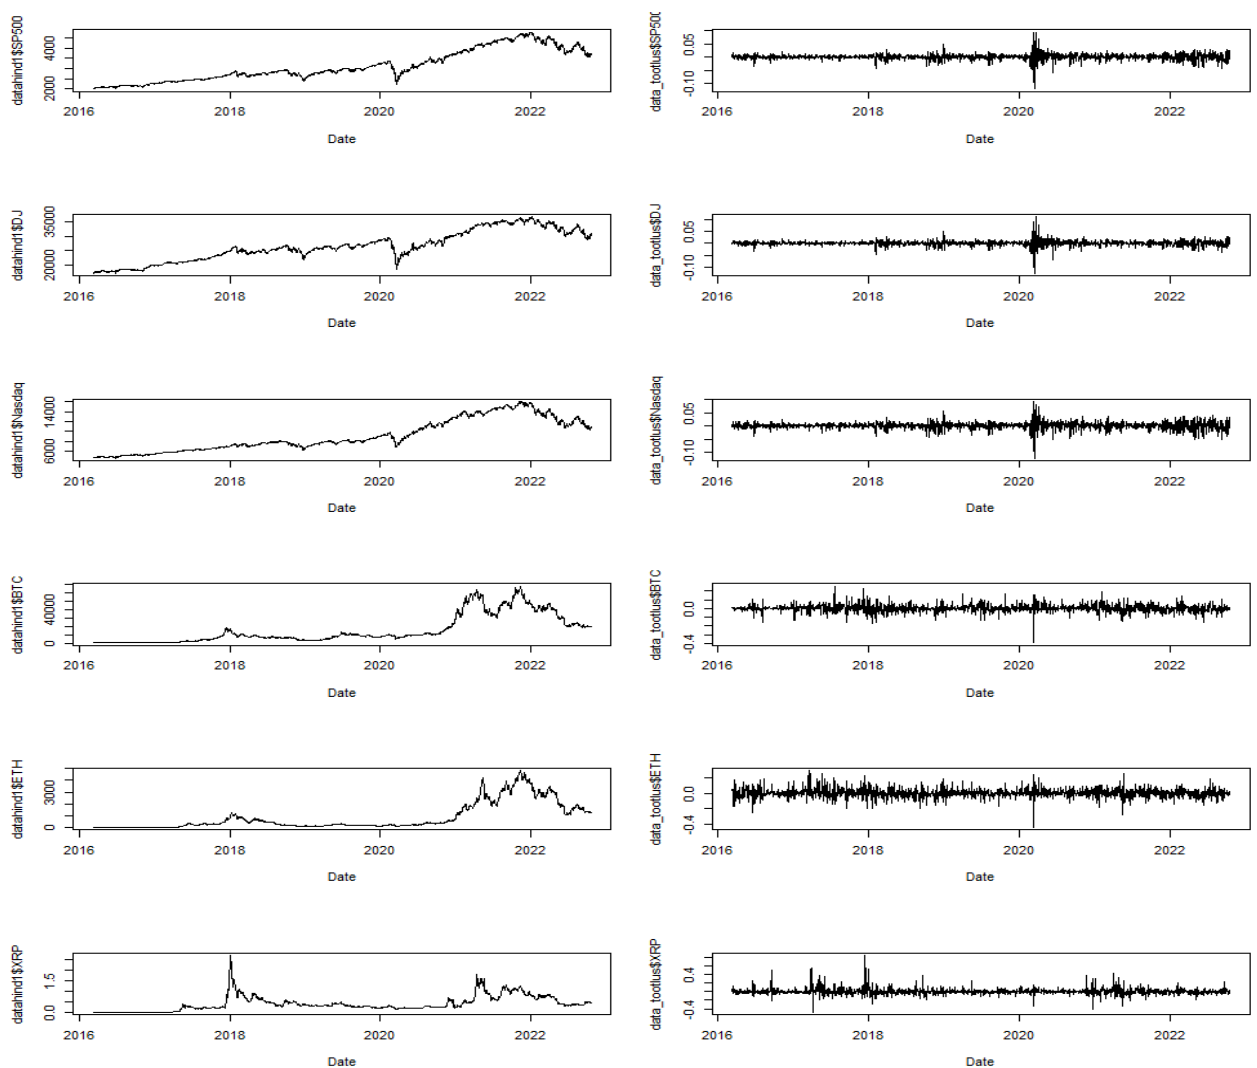 datahind1$SP500
2000 4000
2016 2018 2020 2022
Date
data_tootlus$SP500
-0.10 0.05
2016 2018 2020 2022
Date
datahind1$DJ
20000 35000
2016 2018 2020 2022
Date
data_tootlus$DJ
-0.10 0.05
2016 2018 2020 2022
Date
datahind1$Nasdaq
6000 14000
2016 2018 2020 2022
Date
data_tootlus$Nasdaq
-0.10 0.05
2016 2018 2020 2022
Date
datahind1$BTC
0 40000
2016 2018 2020 2022
Date
data_tootlus$BTC
-0.4 0.0
2016 2018 2020 2022
Date
datahind1$ETH
0 3000
2016 2018 2020 2022
Date
data_tootlus$ETH
-0.4 0.0
2016 2018 2020 2022
Date
datahind1$XRP
0.0 1.5
2016 2018 2020 2022
Date
data_tootlus$XRP
-0.4 0.4
2016 2018 2020 2022
Date